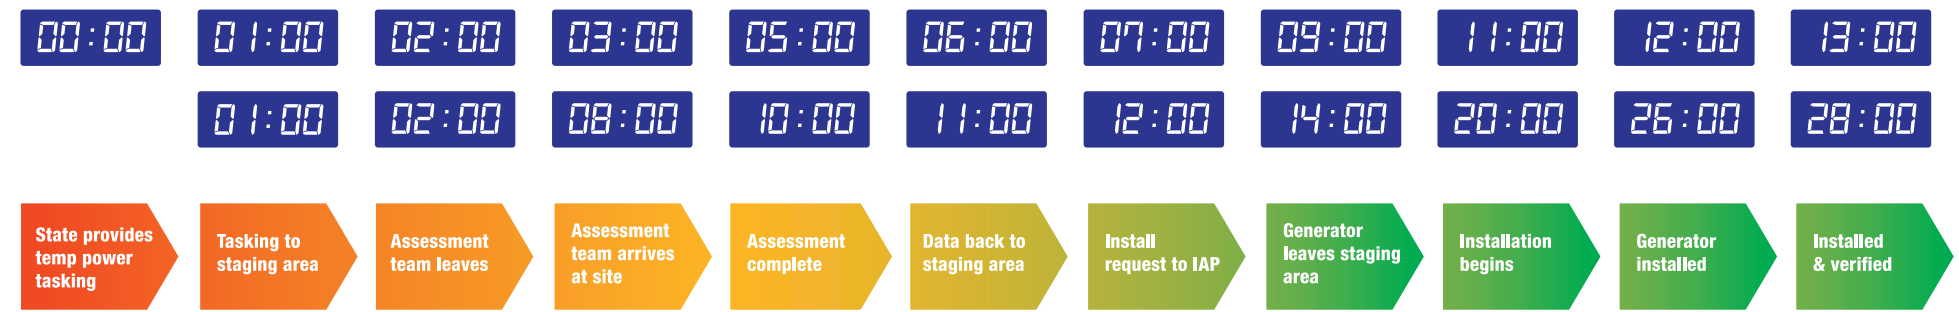 00:00 01:00 02:00 03:00 05:00 06:00 07:00 09:00 11:00 12:00 13:00
01:00 02:00 08:00 10:00 11:00 12:00 14:00 20:00 26:00 28:00
State provides
temp power
tasking
Tasking to
staging area
Assessment
team leaves
Assessment
team arrives
at site
Assessment
complete
Data back to
staging area
Install
request to IAP
Generator
leaves staging
area
Installation
begins
Generator
installed
Installed
& verified